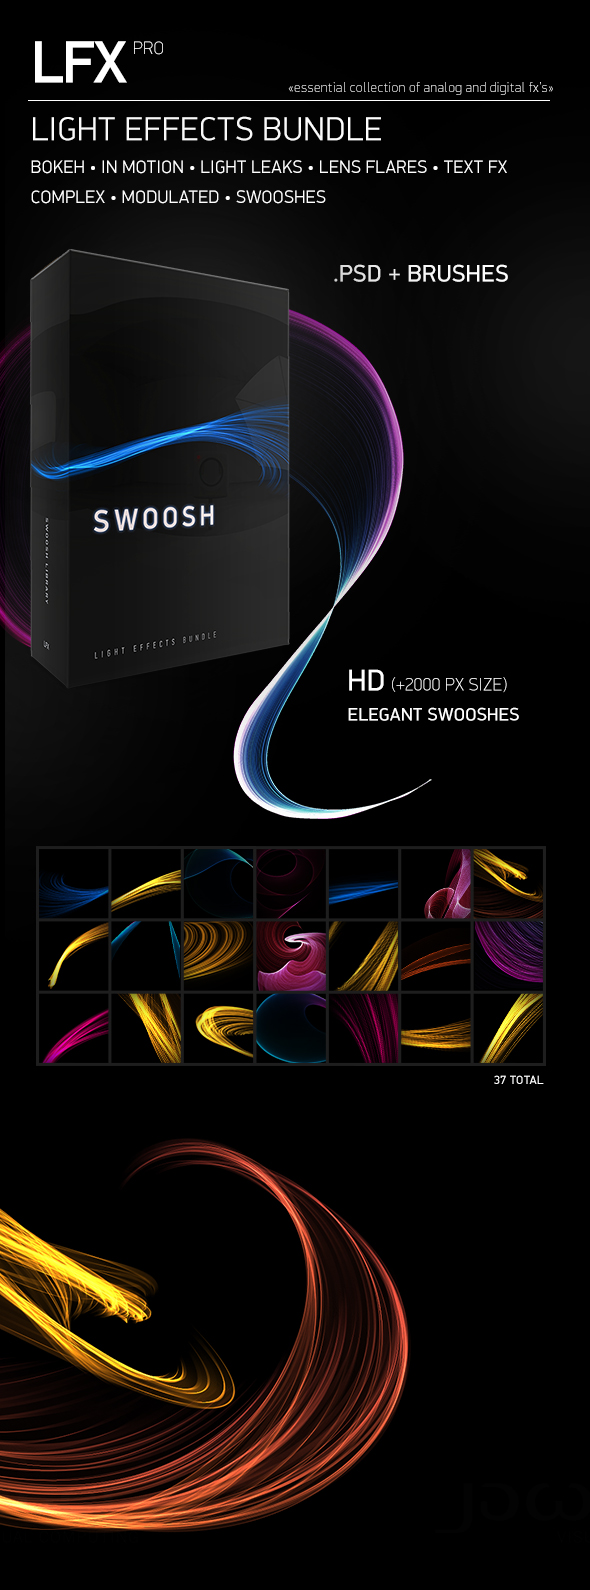 LFX PRO
«essential collection of analog and digital fx's»
LIGHT EFFECTS BUNDLE
BOKEH • IN MOTION • LIGHT LEAKS • LENS FLARES • TEXT FX
COMPLEX • MODULATED • SWOOSHES
.PSD + BRUSHES
SWOOSH
SWOOSH LIBRARY
LFX
LIGHT EFFECTS BUNDLE
HD (+2000 PX SIZE)
ELEGANT SWOOSHES
37 TOTAL